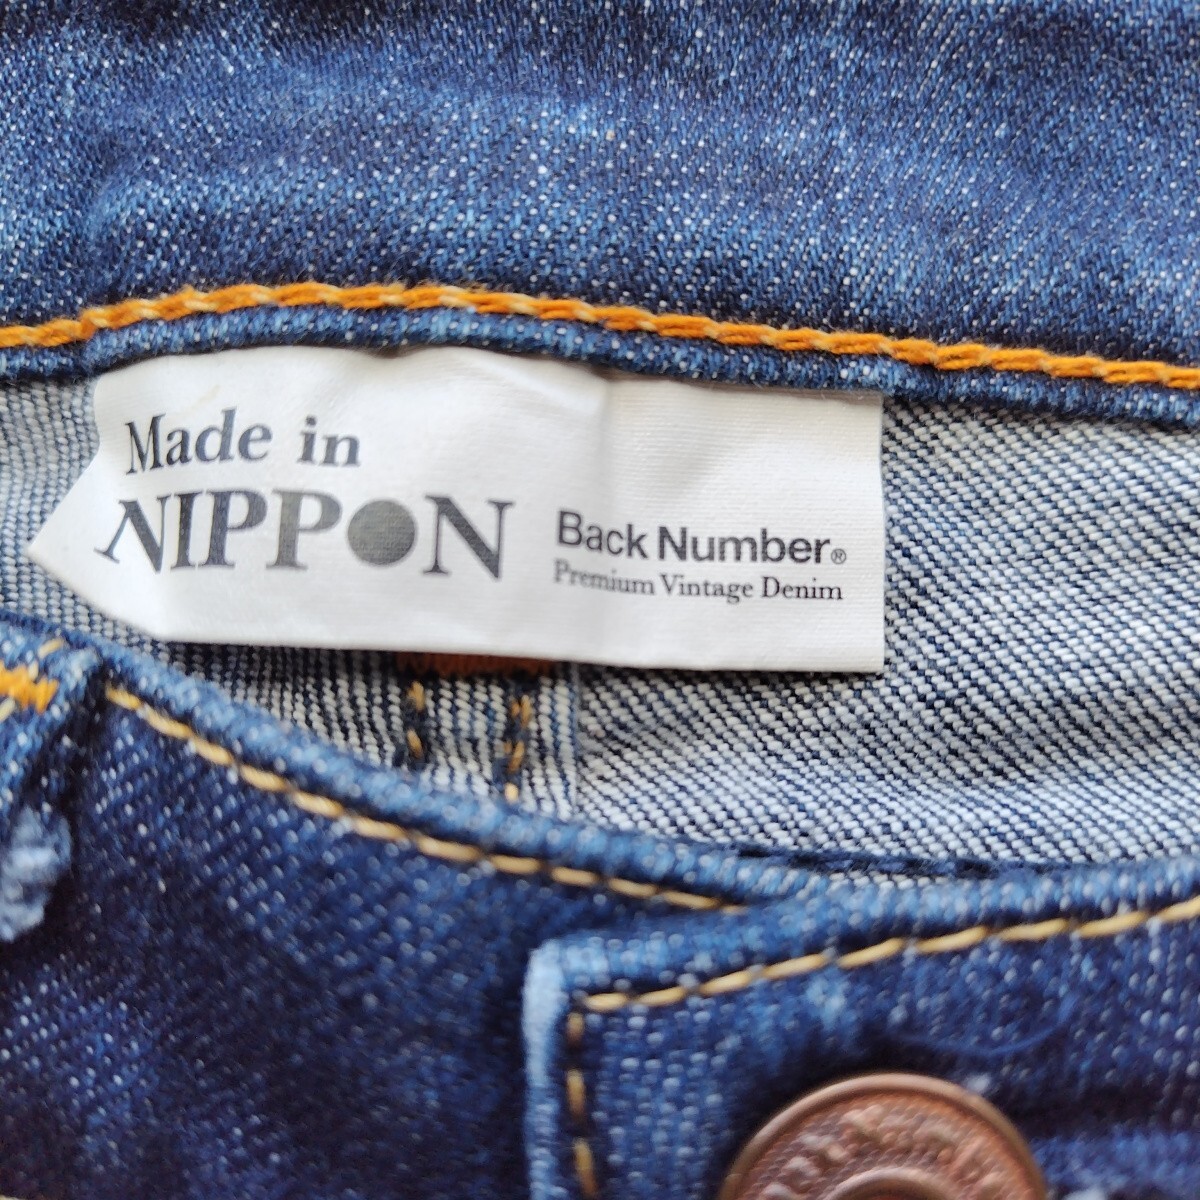 Made in
NIPPON
Back Number®
Premium Vintage Denim